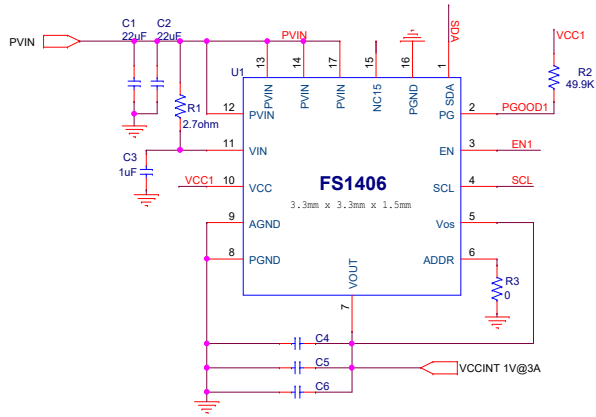 C1 C2
22uF 22uF
PVIN
PVIN
SDA
VCC1
13 14 17 15 16 1
U1
PVIN PVIN PVIN NC15 PGND SDA
R2
49.9K
R1
2.7ohm
12 PVIN
PG 2 PGOOD1
11 VIN
EN 3 EN1
C3
1uF
VCC1 10 VCC
FS1406
SCL 4 SCL
3.3mm x 3.3mm x 1.5mm
9 AGND
Vos 5
8 PGND
ADDR 6
VOUT
7
R3
0
C4
C5
VCCINT 1V@3A
C6